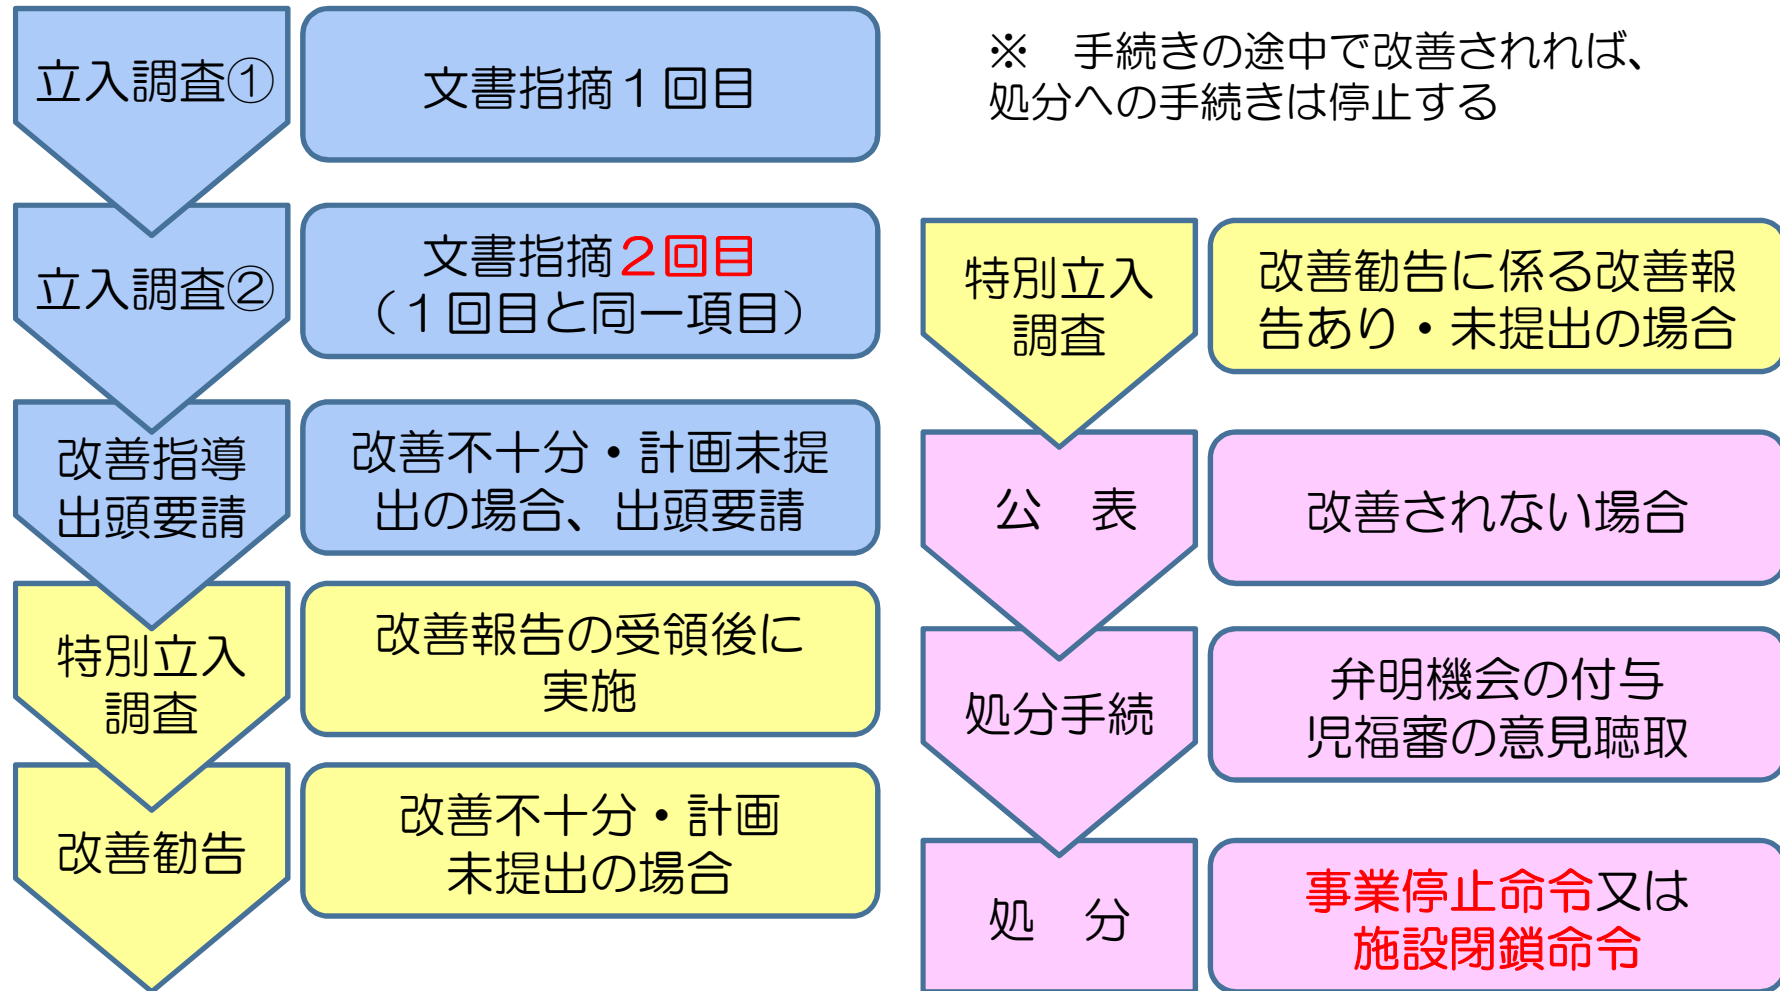 立入調査①
文書指摘１回目
立入調査②
文書指摘２回目
（１回目と同一項目）
改善指導
出頭要請
改善不十分・計画未提
出の場合、出頭要請
特別立入
調査
改善報告の受領後に
実施
改善勧告
改善不十分・計画
未提出の場合
※　手続きの途中で改善されれば、
処分への手続きは停止する
特別立入
調査
改善勧告に係る改善報
告あり・未提出の場合
公　表
改善されない場合
処分手続
弁明機会の付与
児福審の意見聴取
処　分
事業停止命令又は
施設閉鎖命令